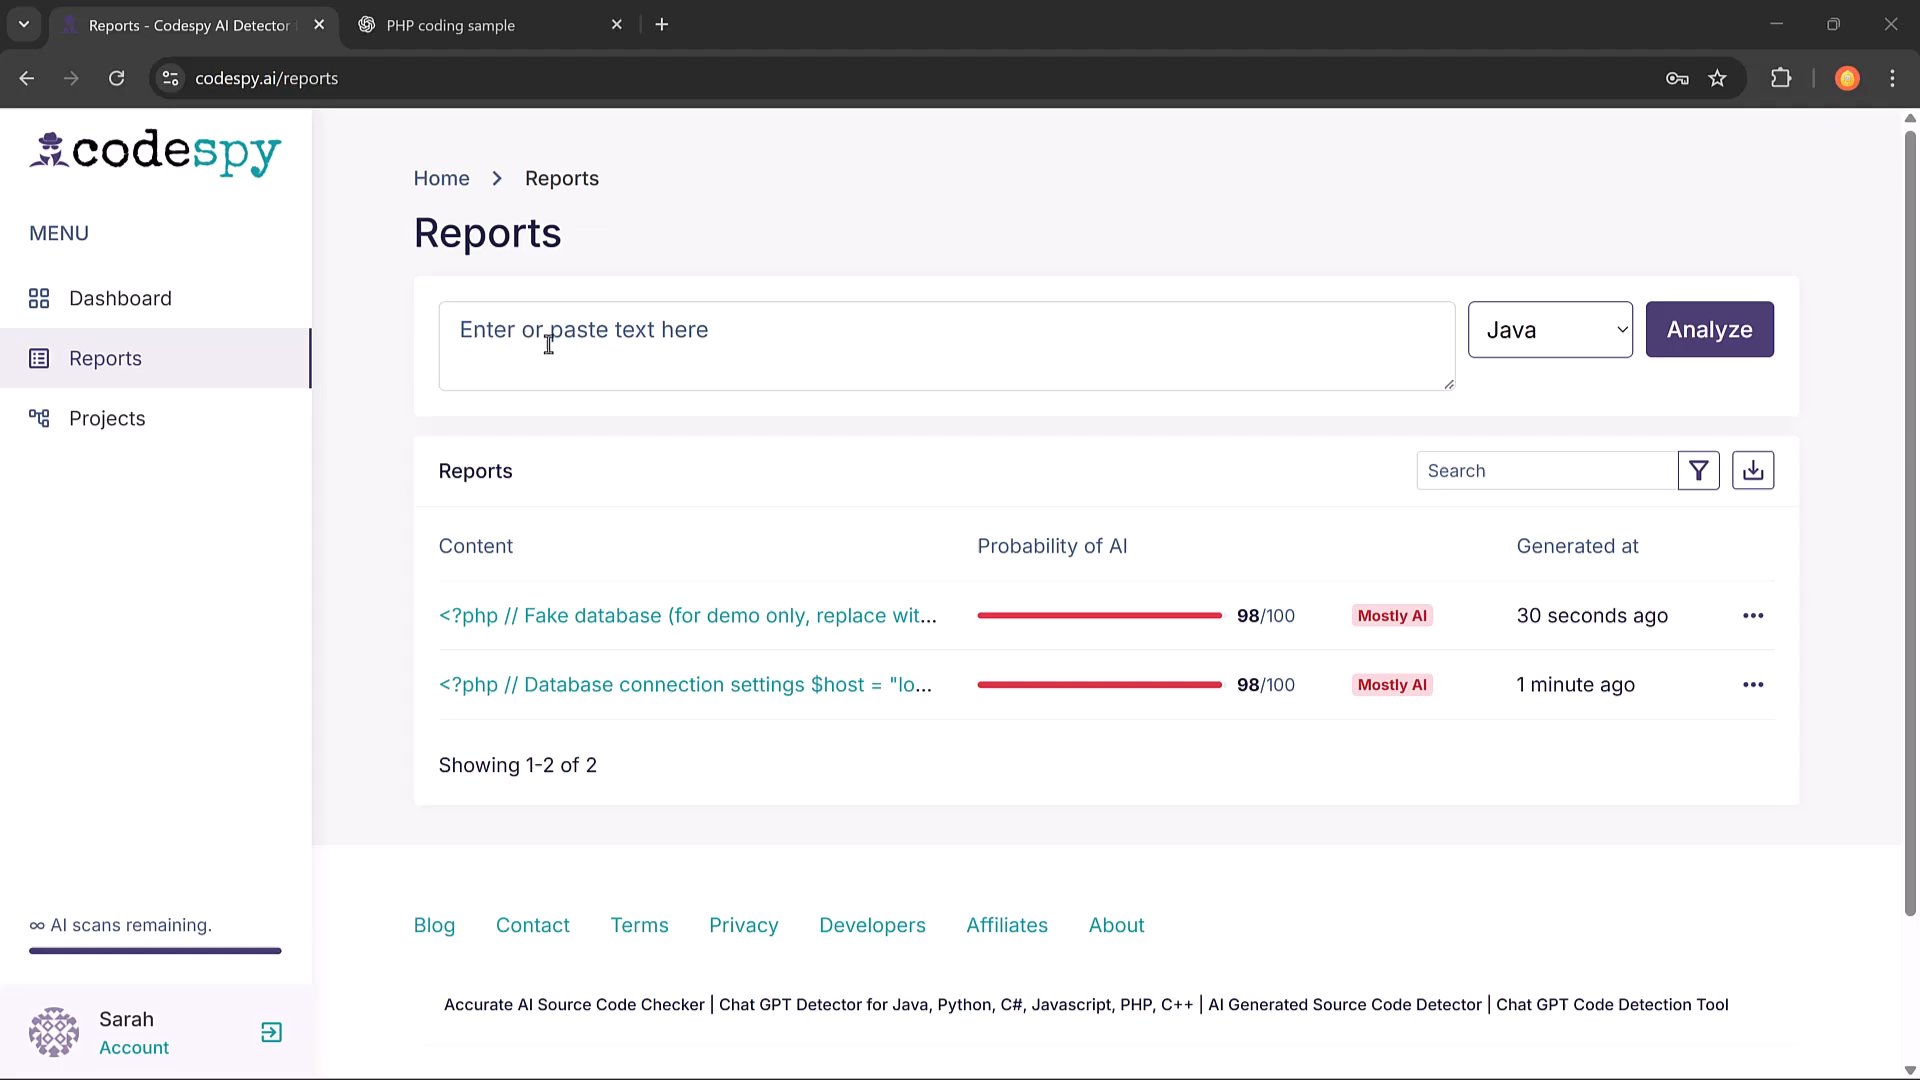 Reports - Codespy AI Detector
PHP coding sample
codespy.ai/reports
codespy
MENU
Dashboard
Reports
Projects
∞ AI scans remaining.
Sarah
Account
Home > Reports
Reports
Enter or paste text here
Java
Analyze
Reports
Search
Content Probability of AI Generated at
<?php // Fake database (for demo only, replace wit... 98/100 Mostly AI 30 seconds ago
<?php // Database connection settings $host = "lo... 98/100 Mostly AI 1 minute ago
Showing 1-2 of 2
Blog Contact Terms Privacy Developers Affiliates About
Accurate AI Source Code Checker | Chat GPT Detector for Java, Python, C#, Javascript, PHP, C++ | AI Generated Source Code Detector | Chat GPT Code Detection Tool